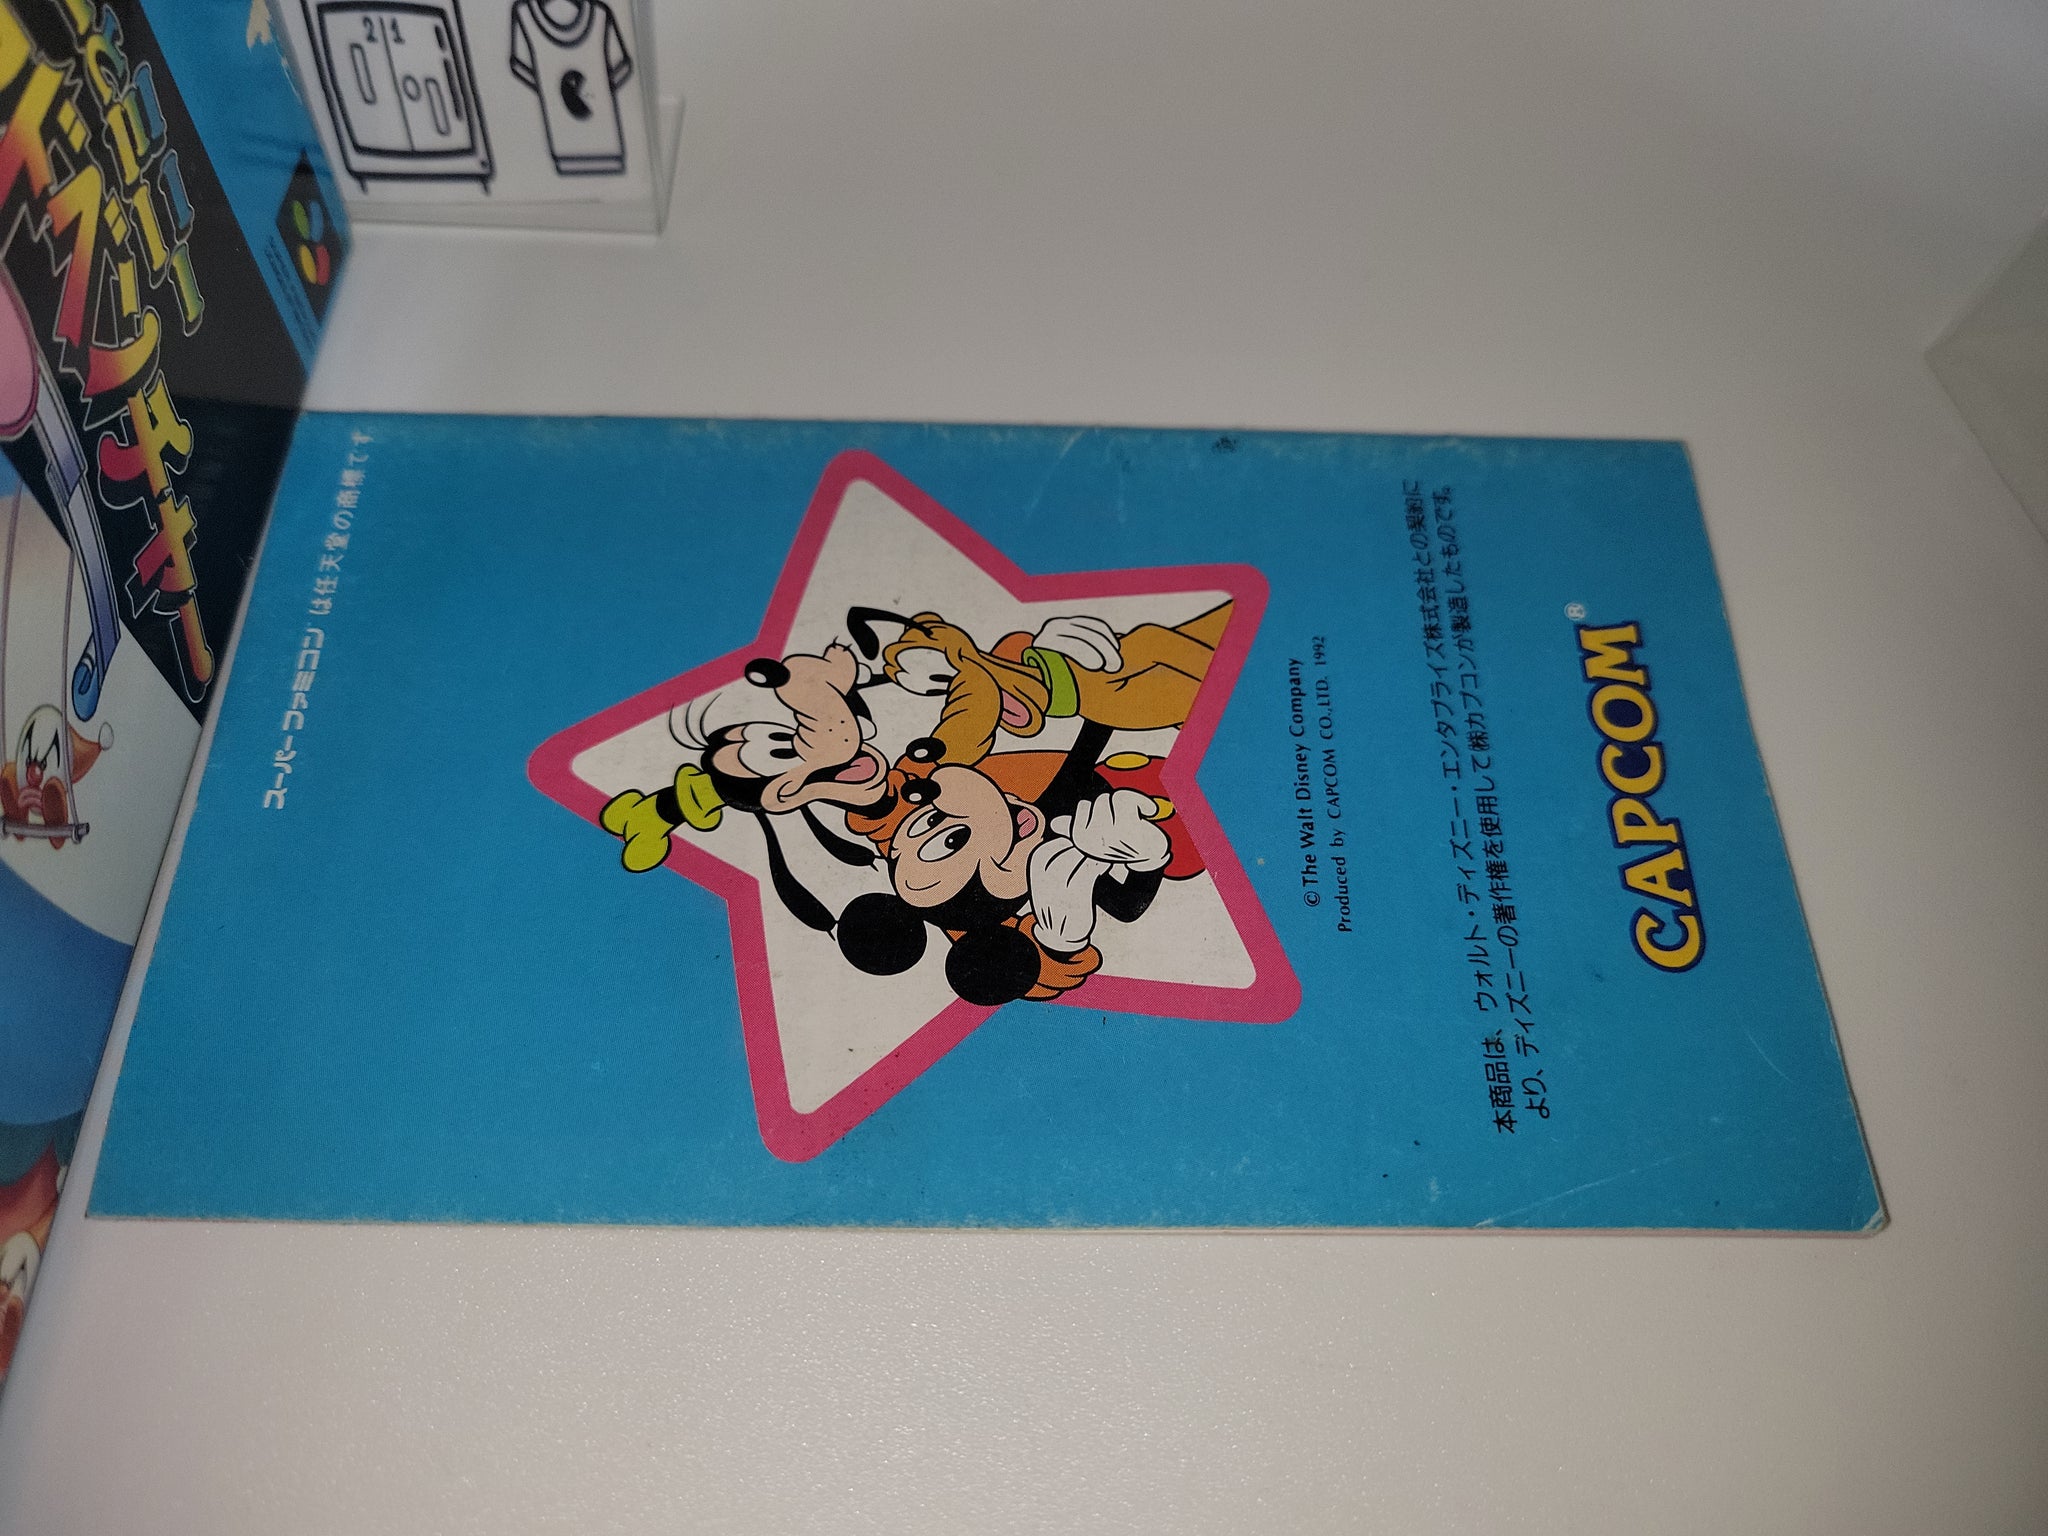 スーパーファミコンは任天堂の商標です
© The Walt Disney Company
Produced by CAPCOM CO.,LTD. 1992
本商品は、ウォルト・ディズニー・エンタプライズ株式会社との契約に
より、ディズニーの著作権を使用して㈱カプコンが製造したものです。
CAPCOM®
21